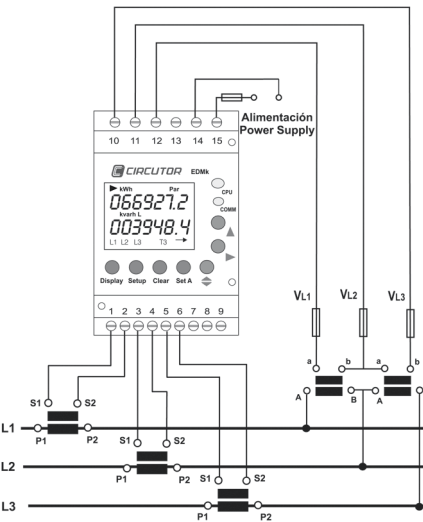 Alimentación
Power Supply
10 11 12 13 14 15
CIRCUTOR EDMk
kWh Par
066927.2
kvarh L
003948.4
L1 L2 L3 T3
CPU
COMM
Display Setup Clear Set A
1 2 3 4 5 6 7 8 9
VL1 VL2 VL3
a b a b
A B A
S1 S2
L1 P1 P2
S1 S2
L2 P1 P2
S1 S2
L3 P1 P2